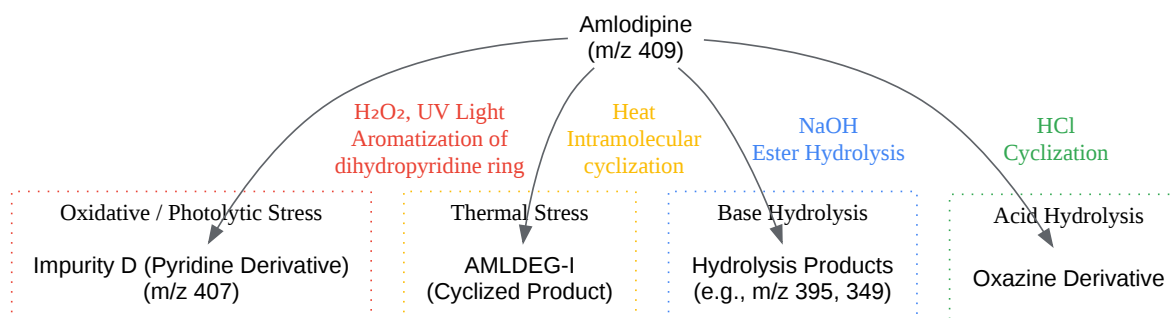 Amlodipine
(m/z 409)
H₂O₂, UV Light
Aromatization of
dihydropyridine ring
Heat
Intramolecular
cyclization
NaOH
Ester Hydrolysis
HCl
Cyclization
Oxidative / Photolytic Stress
Impurity D (Pyridine Derivative)
(m/z 407)
Thermal Stress
AMLDEG-I
(Cyclized Product)
Base Hydrolysis
Hydrolysis Products
(e.g., m/z 395, 349)
Acid Hydrolysis
Oxazine Derivative